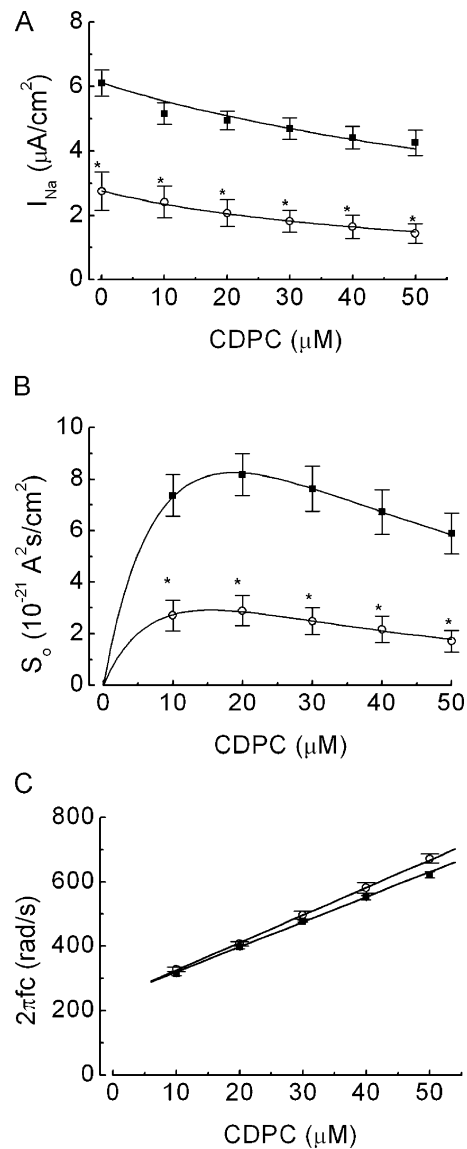 A
I_Na (μA/cm²)
8
6
4
2
0
* * * * * *
0 10 20 30 40 50
CDPC (μM)
B
S_o (10⁻²¹ A²s/cm²)
10
8
6
4
2
0
* * * * *
0 10 20 30 40 50
CDPC (μM)
C
2πfc (rad/s)
800
600
400
200
0
0 10 20 30 40 50
CDPC (μM)